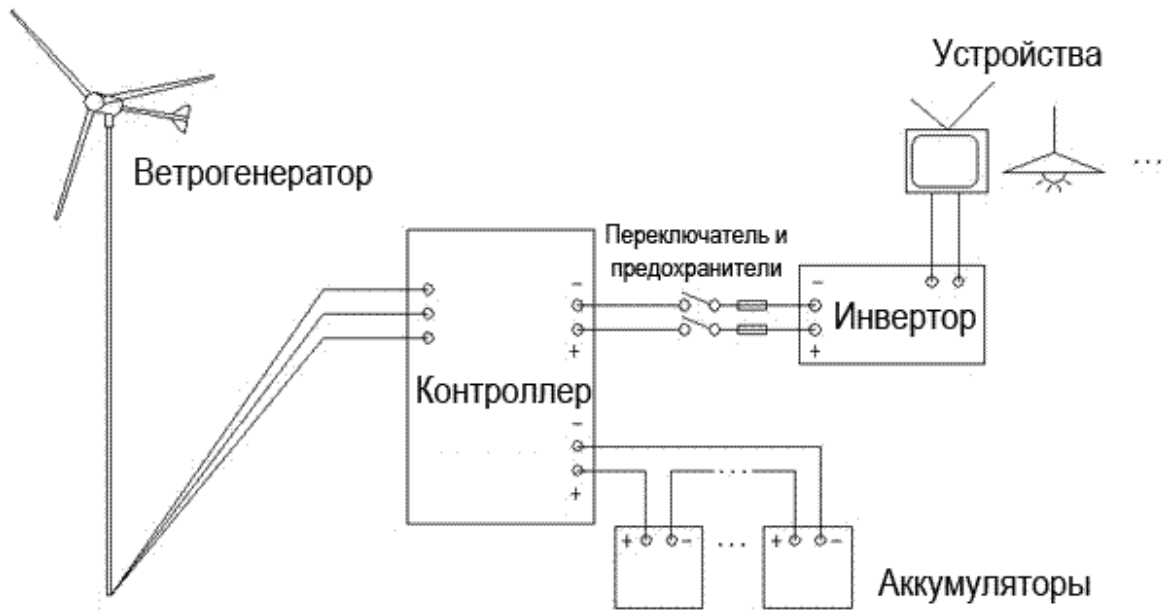 Устройства
Ветрогенератор
Переключатель и
предохранители
−
−
Инвертор
+
+
Контроллер
−
+
+ − ... + −
Аккумуляторы